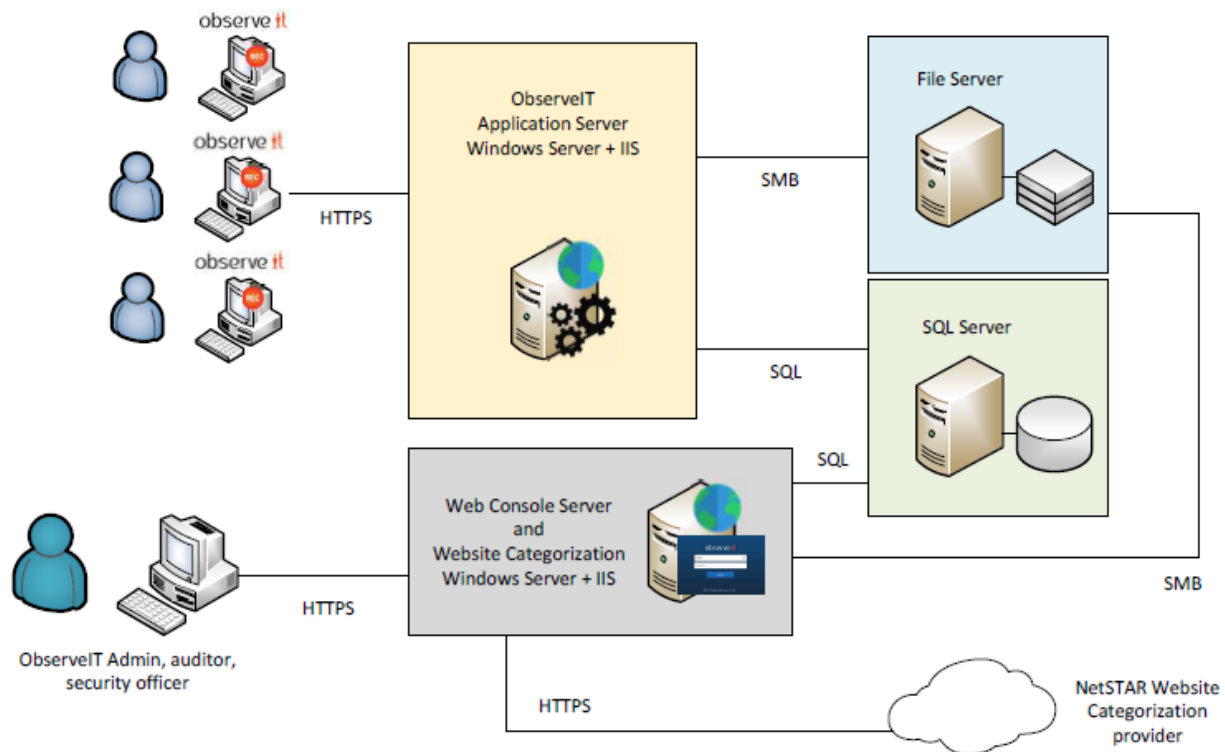 observe it
REC
observe it
REC
observe it
REC
HTTPS
ObserveIT
Application Server
Windows Server + IIS
SMB
File Server
SQL
SQL Server
SQL
Web Console Server
and
Website Categorization
Windows Server + IIS
observe it
SMB
HTTPS
ObserveIT Admin, auditor,
security officer
HTTPS
NetSTAR Website
Categorization
provider